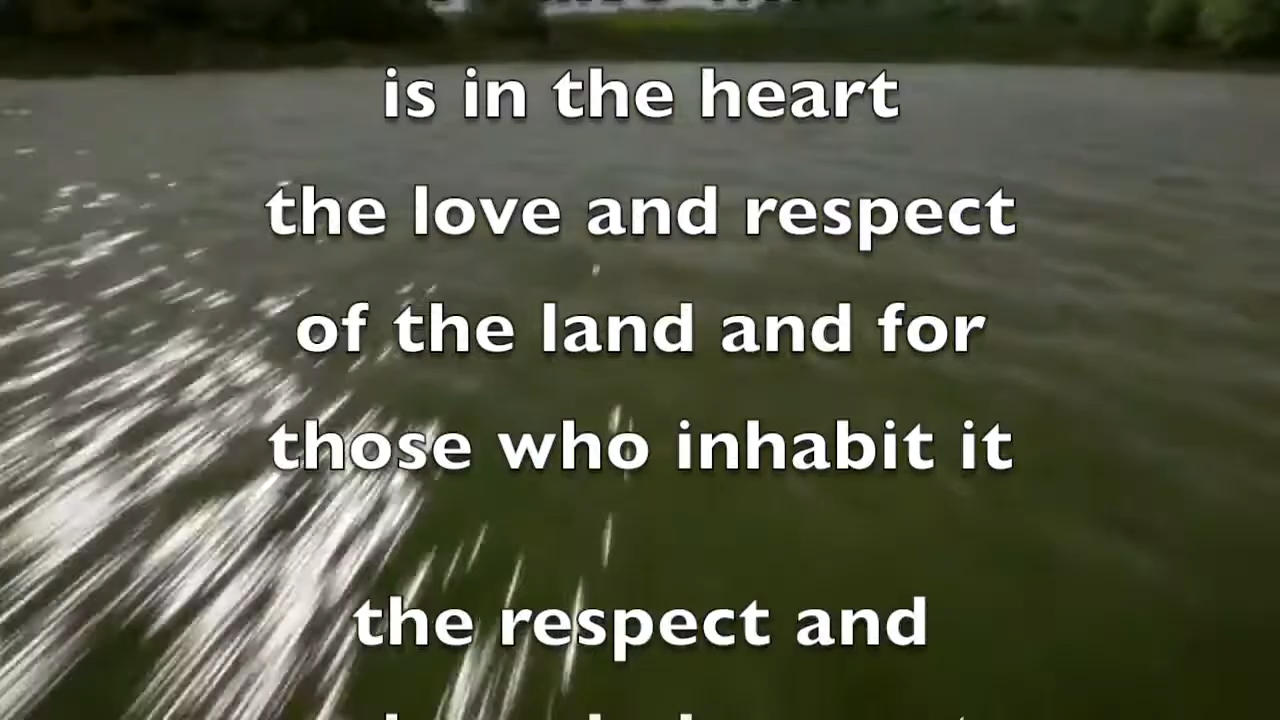 is in the heart
the love and respect
of the land and for
those who inhabit it
the respect and